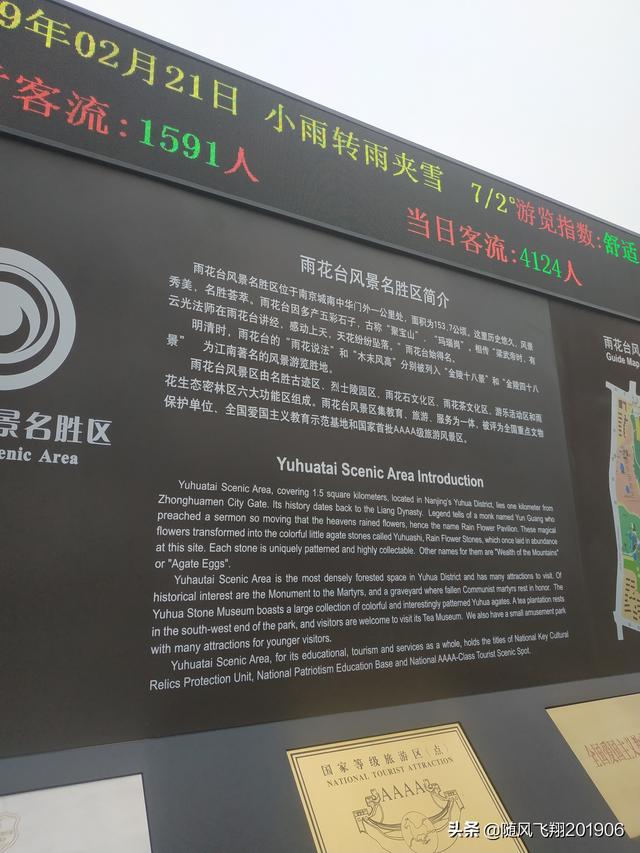 9年02月21日 小雨转雨夹雪 7/2°游览指数:舒适
客流:1591人 当日客流:4124人
雨花台风景名胜区简介
雨花台风景名胜区位于南京城南中华门外一公里处，面积为153.7公顷，这里历史悠久，风景
秀美，名胜荟萃。雨花台因多产五彩石子，古称“聚宝山”、“玛瑙岗”，相传“梁武帝时，有
云光法师在雨花台讲经，感动上天，天花纷纷坠落，”雨花台始得名。
明清时，雨花台的“雨花说法”和“木末风高”分别被列入“金陵十八景”和“金陵四十八
景” 为江南著名的风景游览胜地。
雨花台风景区由名胜古迹区、烈士陵园区、雨花石文化区、雨花茶文化区、游乐活动区和雨
花生态密林区六大功能区组成。雨花台风景区集教育、旅游、服务为一体，被评为全国重点文物
保护单位、全国爱国主义教育示范基地和国家首批AAAA级旅游风景区。
景名胜区
enic Area
Yuhuatai Scenic Area Introduction
Yuhuatai Scenic Area, covering 1.5 square kilometers, located in Nanjing's Yuhua District, lies one kilometer from
Zhonghuamen City Gate. Its history dates back to the Liang Dynasty. Legend tells of a monk named Yun Guang who
preached a sermon so moving that the heavens rained flowers, hence the name Rain Flower Pavilion. These magical
flowers transformed into the colorful little agate stones called Yuhuashi, Rain Flower Stones, which once laid in abundance
at this site. Each stone is uniquely patterned and highly collectable. Other names for them are "Wealth of the Mountains"
or "Agate Eggs".
Yuhautai Scenic Area is the most densely forested space in Yuhua District and has many attractions to visit. Of
historical interest are the Monument to the Martyrs, and a graveyard where fallen Communist martyrs rest in honor. The
Yuhua Stone Museum boasts a large collection of colorful and interestingly patterned Yuhua agates. A tea plantation rests
in the south-west end of the park, and visitors are welcome to visit its Tea Museum. We also have a small amusement park
with many attractions for younger visitors.
Yuhuatai Scenic Area, for its educational, tourism and services as a whole, holds the titles of National Key Cultural
Relics Protection Unit, National Patriotism Education Base and National AAAA-Class Tourist Scenic Spot.
雨花台风
Guide Map
国家等级旅游区（点）
NATIONAL TOURIST ATTRACTION
AAAA
全国爱国主义
头条 @随风飞翔201906